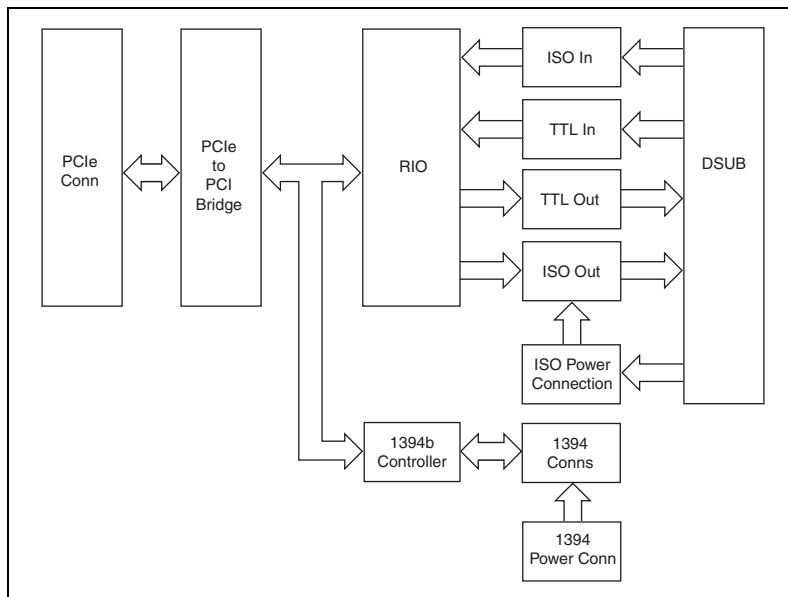 PCIe
Conn
PCIe
to
PCI
Bridge
RIO
ISO In
TTL In
TTL Out
ISO Out
ISO Power
Connection
DSUB
1394b
Controller
1394
Conns
1394
Power Conn